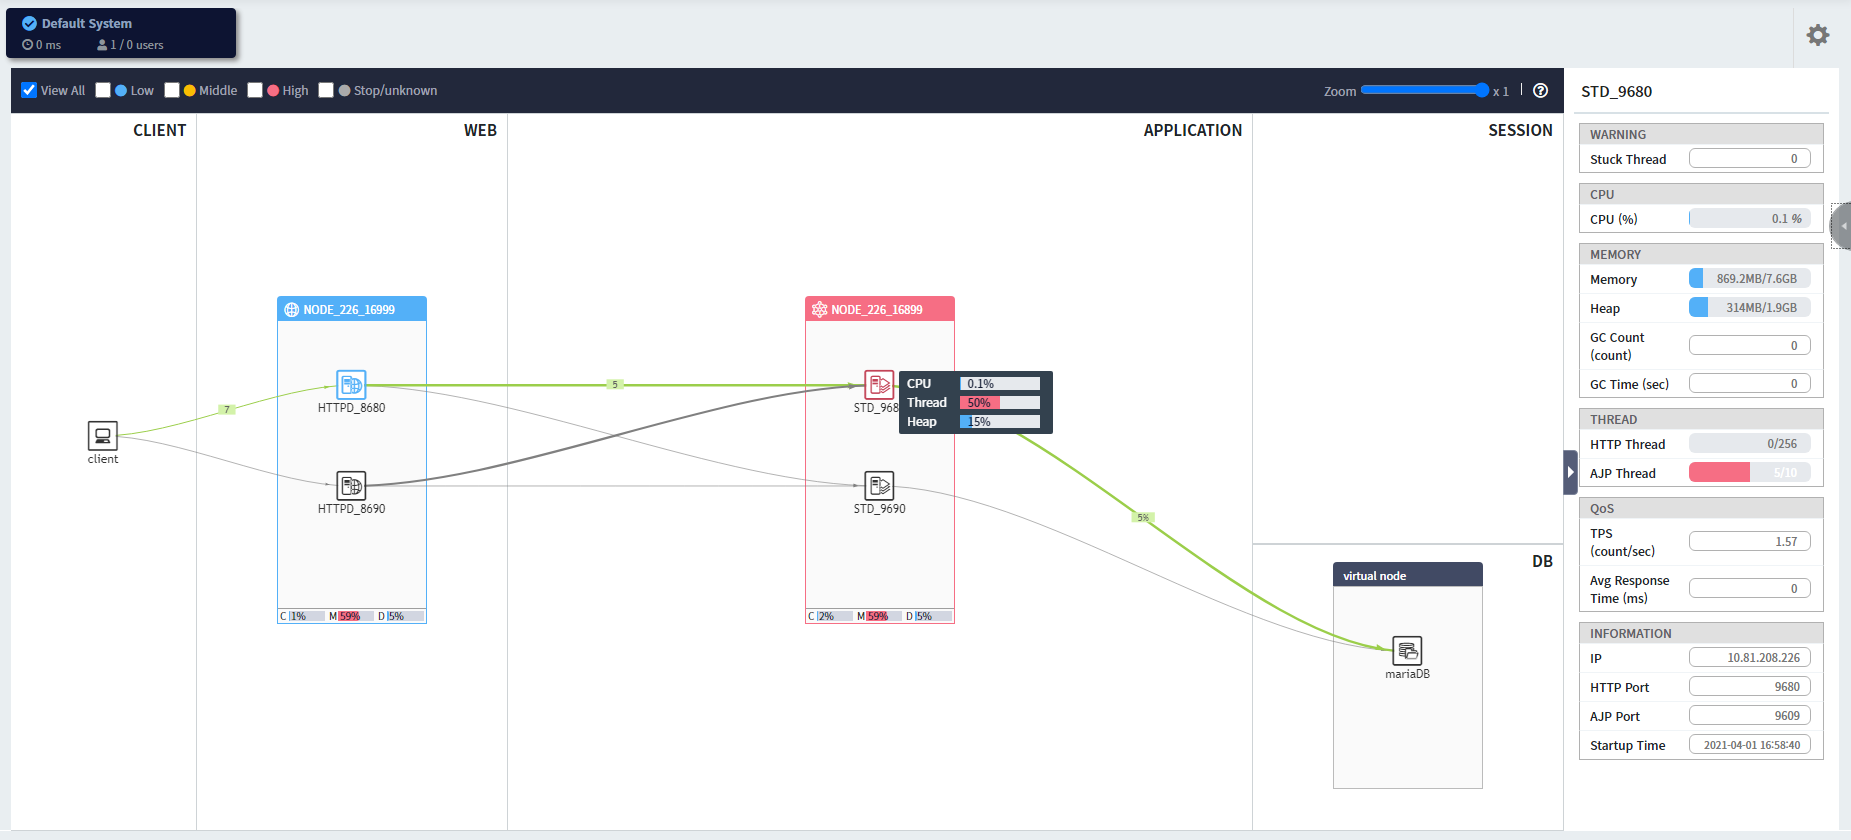 Default System
0 ms 1 / 0 users
View All Low Middle High Stop/unknown
Zoom x 1
CLIENT WEB APPLICATION SESSION
NODE_226_16999
HTTPD_8680
HTTPD_8690
C 1% M 59% D 5%
NODE_226_16899
STD_968
STD_9690
C 2% M 59% D 5%
CPU 0.1%
Thread 50%
Heap 15%
client
7
5
5%
DB
virtual node
mariaDB
STD_9680
WARNING
Stuck Thread 0
CPU
CPU (%) 0.1 %
MEMORY
Memory 869.2MB/7.6GB
Heap 314MB/1.9GB
GC Count
(count) 0
GC Time (sec) 0
THREAD
HTTP Thread 0/256
AJP Thread 5/10
QoS
TPS
(count/sec) 1.57
Avg Response
Time (ms) 0
INFORMATION
IP 10.81.208.226
HTTP Port 9680
AJP Port 9609
Startup Time 2021-04-01 16:58:40